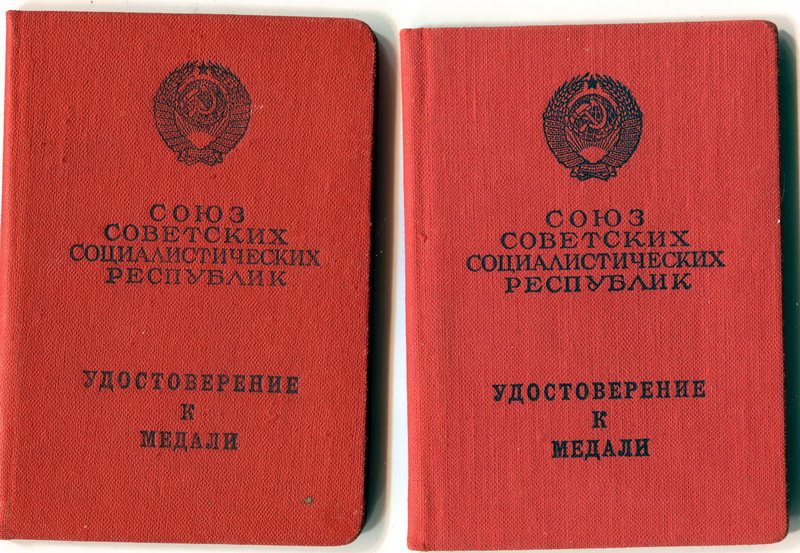 СОЮЗ
СОВЕТСКИХ
СОЦИАЛИСТИЧЕСКИХ
РЕСПУБЛИК
УДОСТОВЕРЕНИЕ
К
МЕДАЛИ
СОЮЗ
СОВЕТСКИХ
СОЦИАЛИСТИЧЕСКИХ
РЕСПУБЛИК
УДОСТОВЕРЕНИЕ
К
МЕДАЛИ